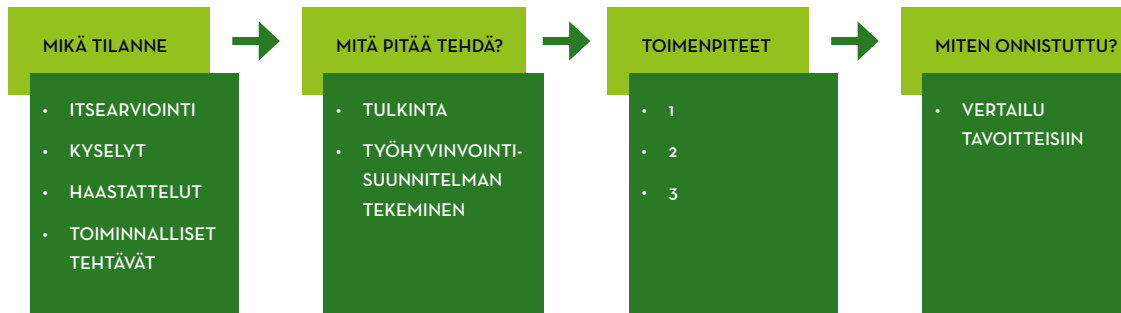 MIKÄ TILANNE
• ITSEARVIOINTI
• KYSELYT
• HAASTATTELUT
• TOIMINNALLISET
TEHTÄVÄT
MITÄ PITÄÄ TEHDÄ?
• TULKINTA
• TYÖHYVINVOINTI-
SUUNNITELMAN
TEKEMINEN
TOIMENPITEET
• 1
• 2
• 3
MITEN ONNISTUTTU?
• VERTAILU
TAVOITTEISIIN